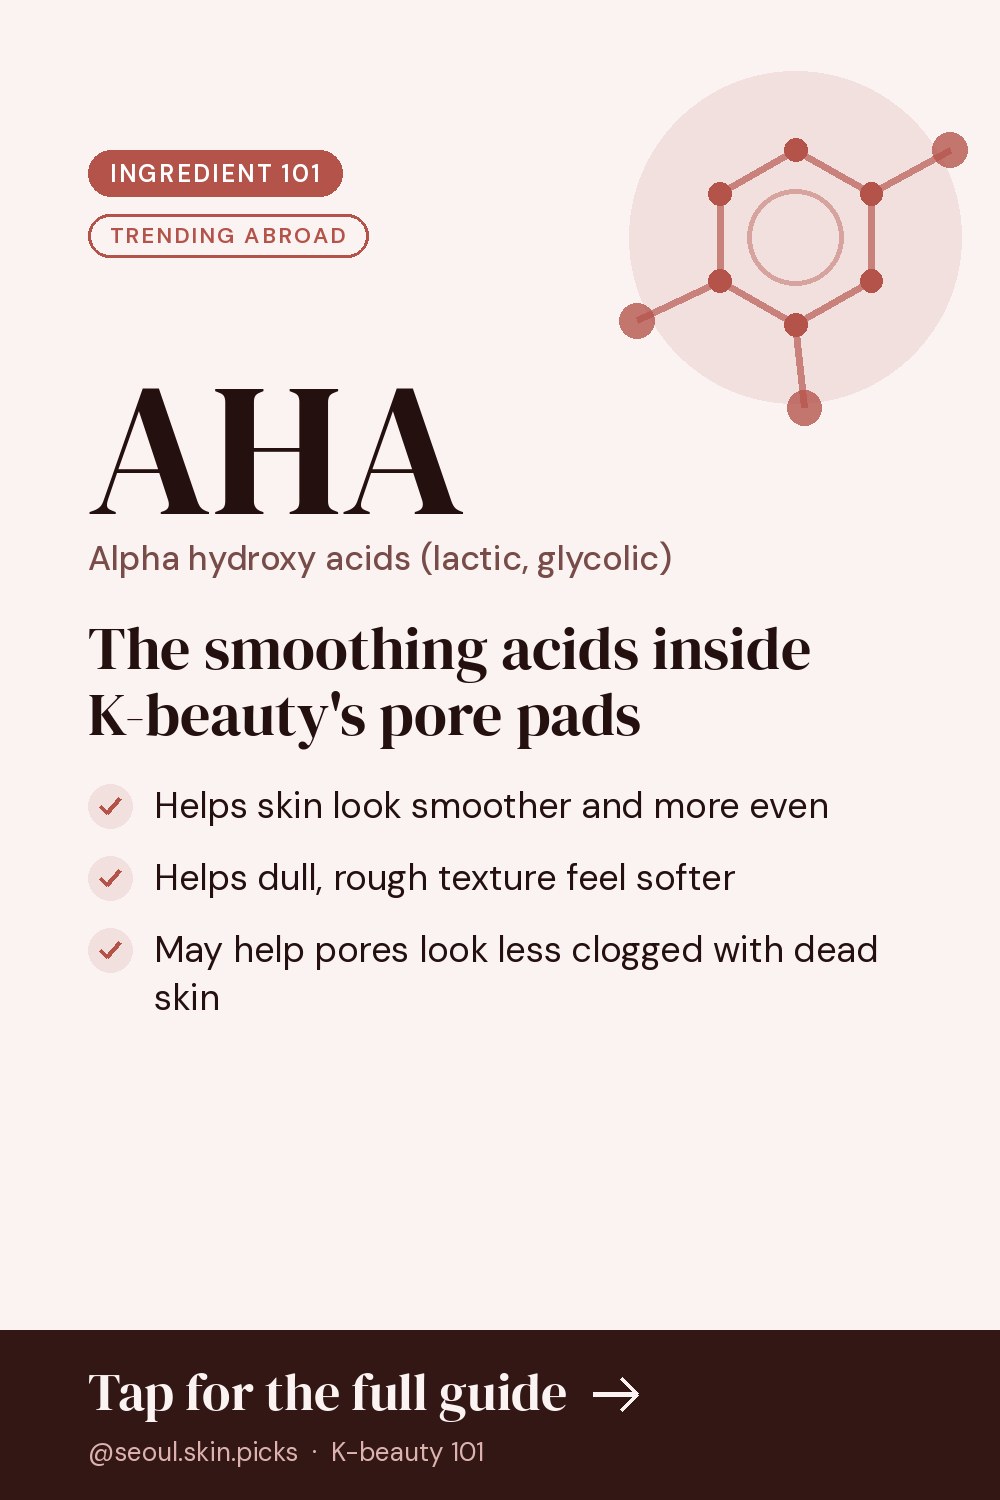 INGREDIENT 101
TRENDING ABROAD
AHA
Alpha hydroxy acids (lactic, glycolic)
The smoothing acids inside
K-beauty's pore pads
Helps skin look smoother and more even
Helps dull, rough texture feel softer
May help pores look less clogged with dead
skin
Tap for the full guide →
@seoul.skin.picks · K-beauty 101